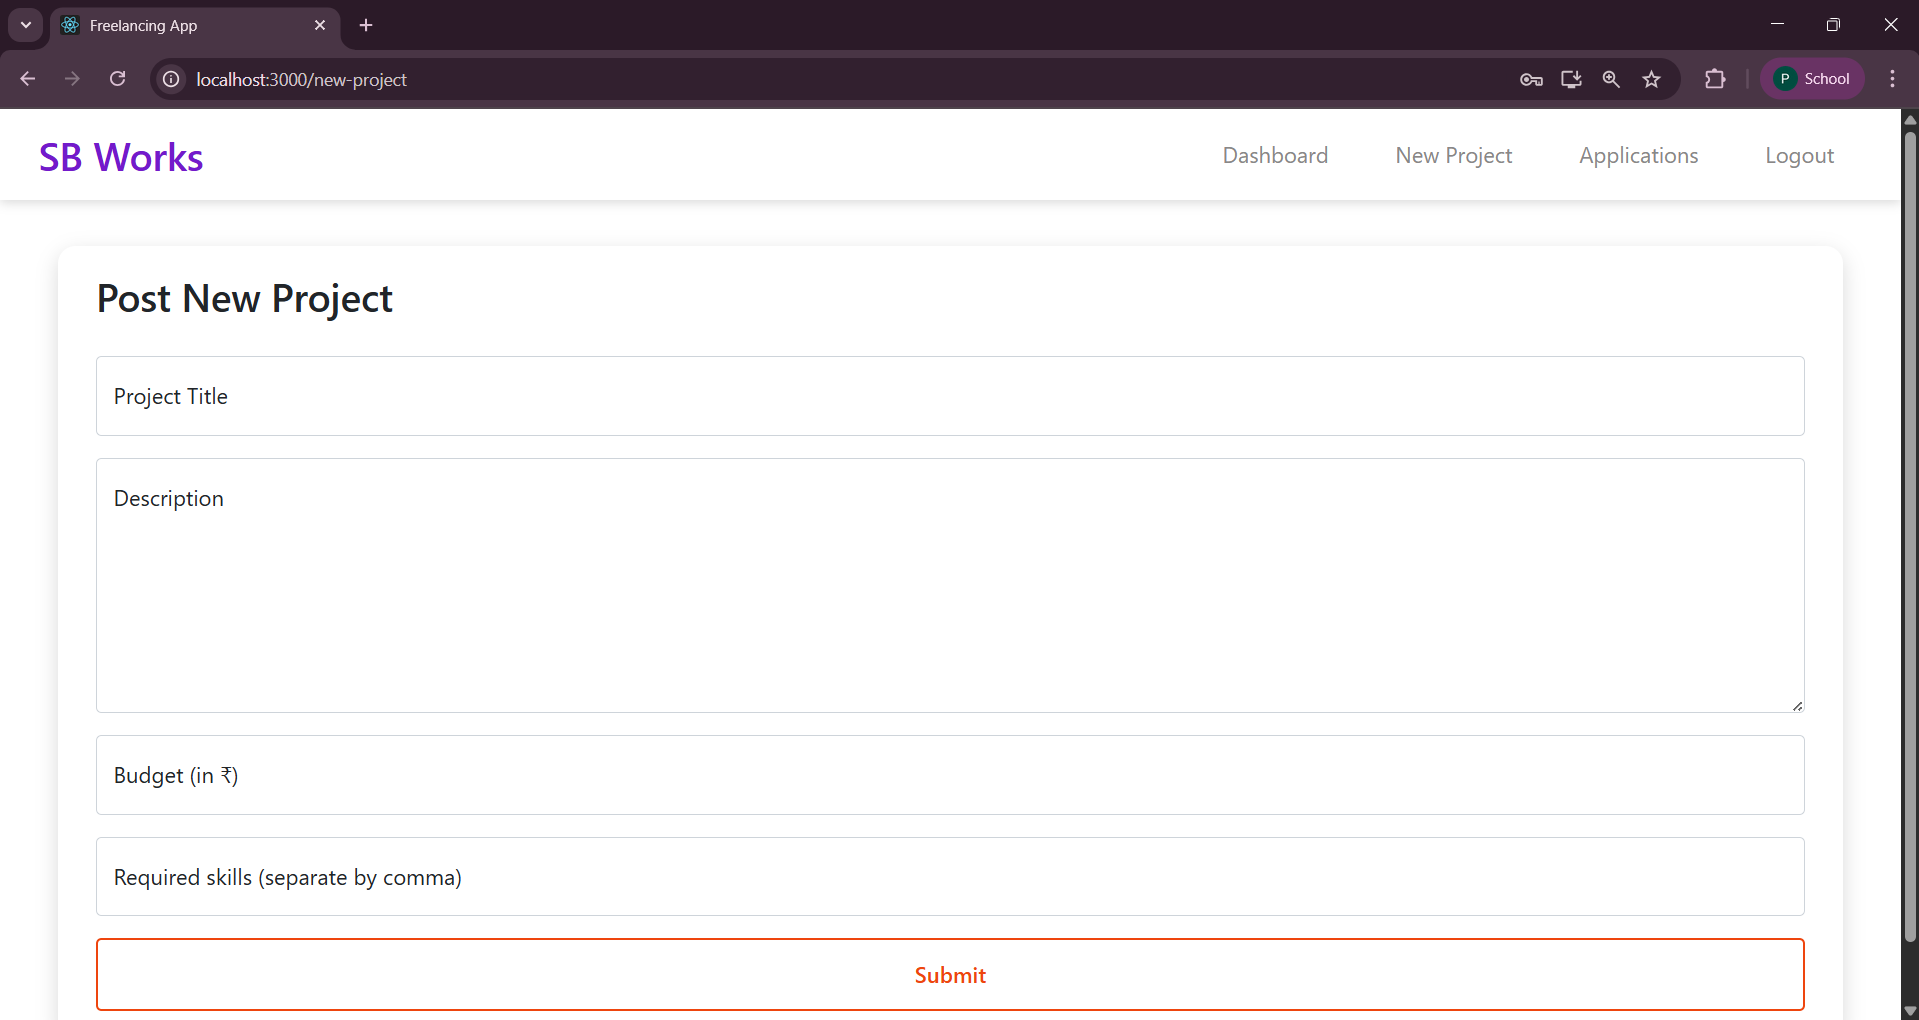 Freelancing App
localhost:3000/new-project
P School
SB Works
Dashboard New Project Applications Logout
Post New Project
Project Title
Description
Budget (in ₹)
Required skills (separate by comma)
Submit